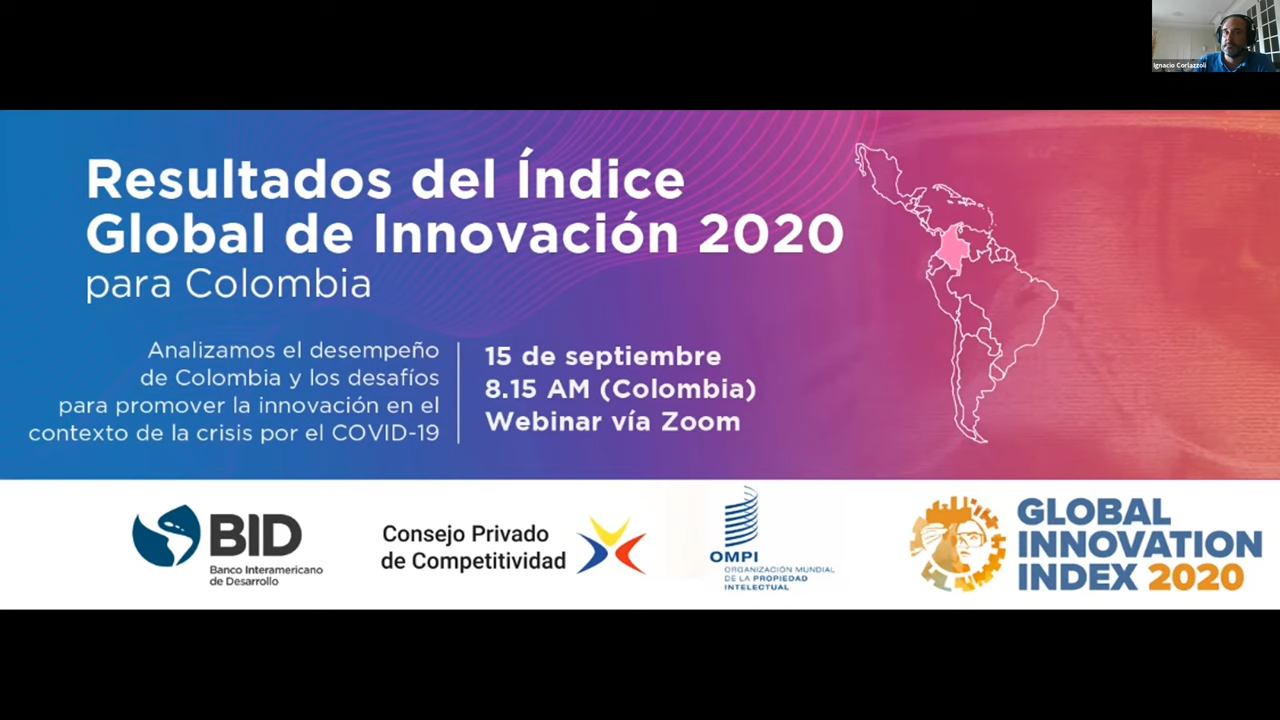 Ignacio Corlazzoli
Resultados del Índice
Global de Innovación 2020
para Colombia
Analizamos el desempeño
de Colombia y los desafíos
para promover la innovación en el
contexto de la crisis por el COVID-19
15 de septiembre
8.15 AM (Colombia)
Webinar vía Zoom
BID
Banco Interamericano
de Desarrollo
Consejo Privado
de Competitividad
OMPI
ORGANIZACIÓN MUNDIAL
DE LA PROPIEDAD
INTELECTUAL
GLOBAL
INNOVATION
INDEX 2020